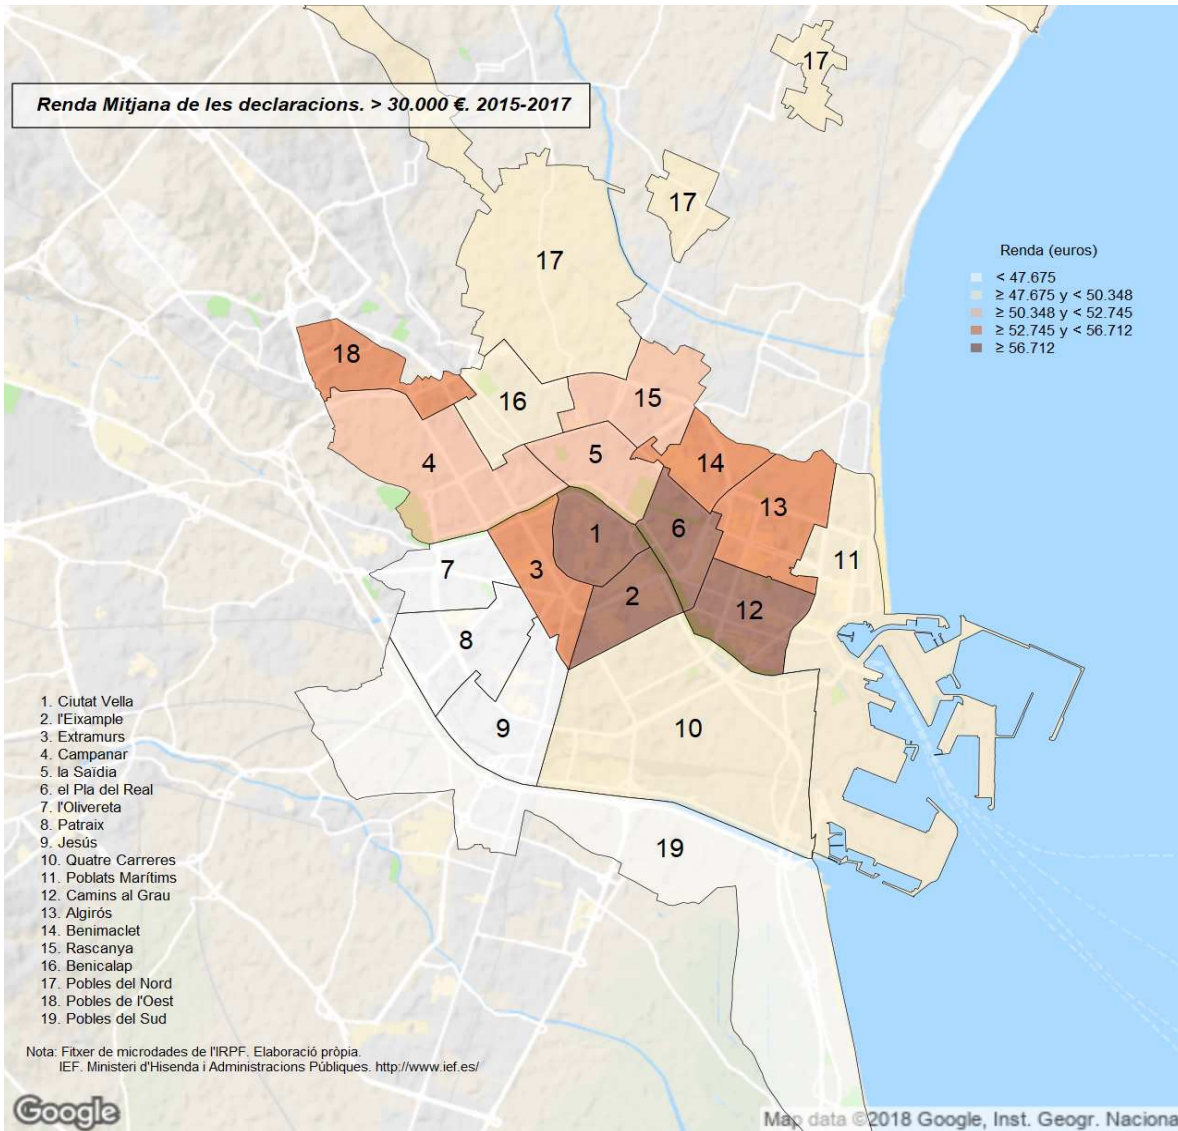 17
Renda Mitjana de les declaracions. > 30.000 €. 2015-2017
17
17
Renda (euros)
< 47.675
≥ 47.675 y < 50.348
≥ 50.348 y < 52.745
≥ 52.745 y < 56.712
≥ 56.712
18
16
15
4
5
14
13
6
1
11
7
3
2
12
8
9
10
19
1. Ciutat Vella
2. l'Eixample
3. Extramurs
4. Campanar
5. la Saïdia
6. el Pla del Real
7. l'Olivereta
8. Patraix
9. Jesús
10. Quatre Carreres
11. Poblats Marítims
12. Camins al Grau
13. Algirós
14. Benimaclet
15. Rascanya
16. Benicalap
17. Pobles del Nord
18. Pobles de l'Oest
19. Pobles del Sud
Nota: Fitxer de microdades de l'IRPF. Elaboració pròpia.
IEF. Ministeri d'Hisenda i Administracions Públiques. http://www.ief.es/
Google
Map data ©2018 Google, Inst. Geogr. Naciona